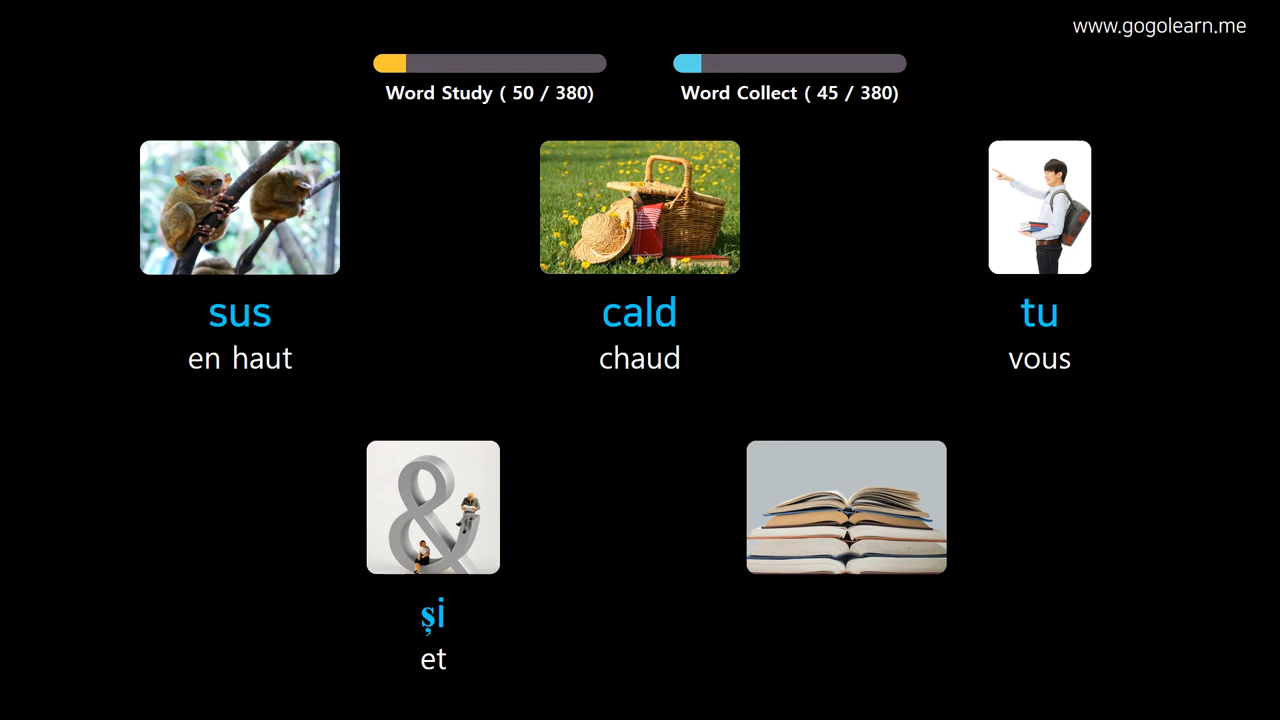 www.gogolearn.me
Word Study ( 50 / 380)
Word Collect ( 45 / 380)
sus
en haut
cald
chaud
tu
vous
și
et